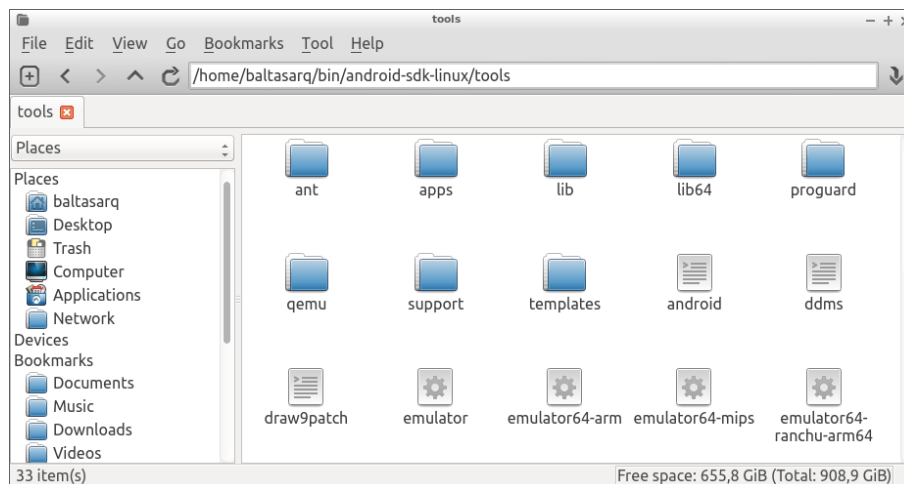 tools
File Edit View Go Bookmarks Tool Help
/home/baltasarq/bin/android-sdk-linux/tools
tools
Places
Places
baltasarq
Desktop
Trash
Computer
Applications
Network
Devices
Bookmarks
Documents
Music
Downloads
Videos
ant apps lib lib64 proguard
qemu support templates android ddms
draw9patch emulator emulator64-arm emulator64-mips emulator64-
ranchu-arm64
33 item(s) Free space: 655,8 GiB (Total: 908,9 GiB)